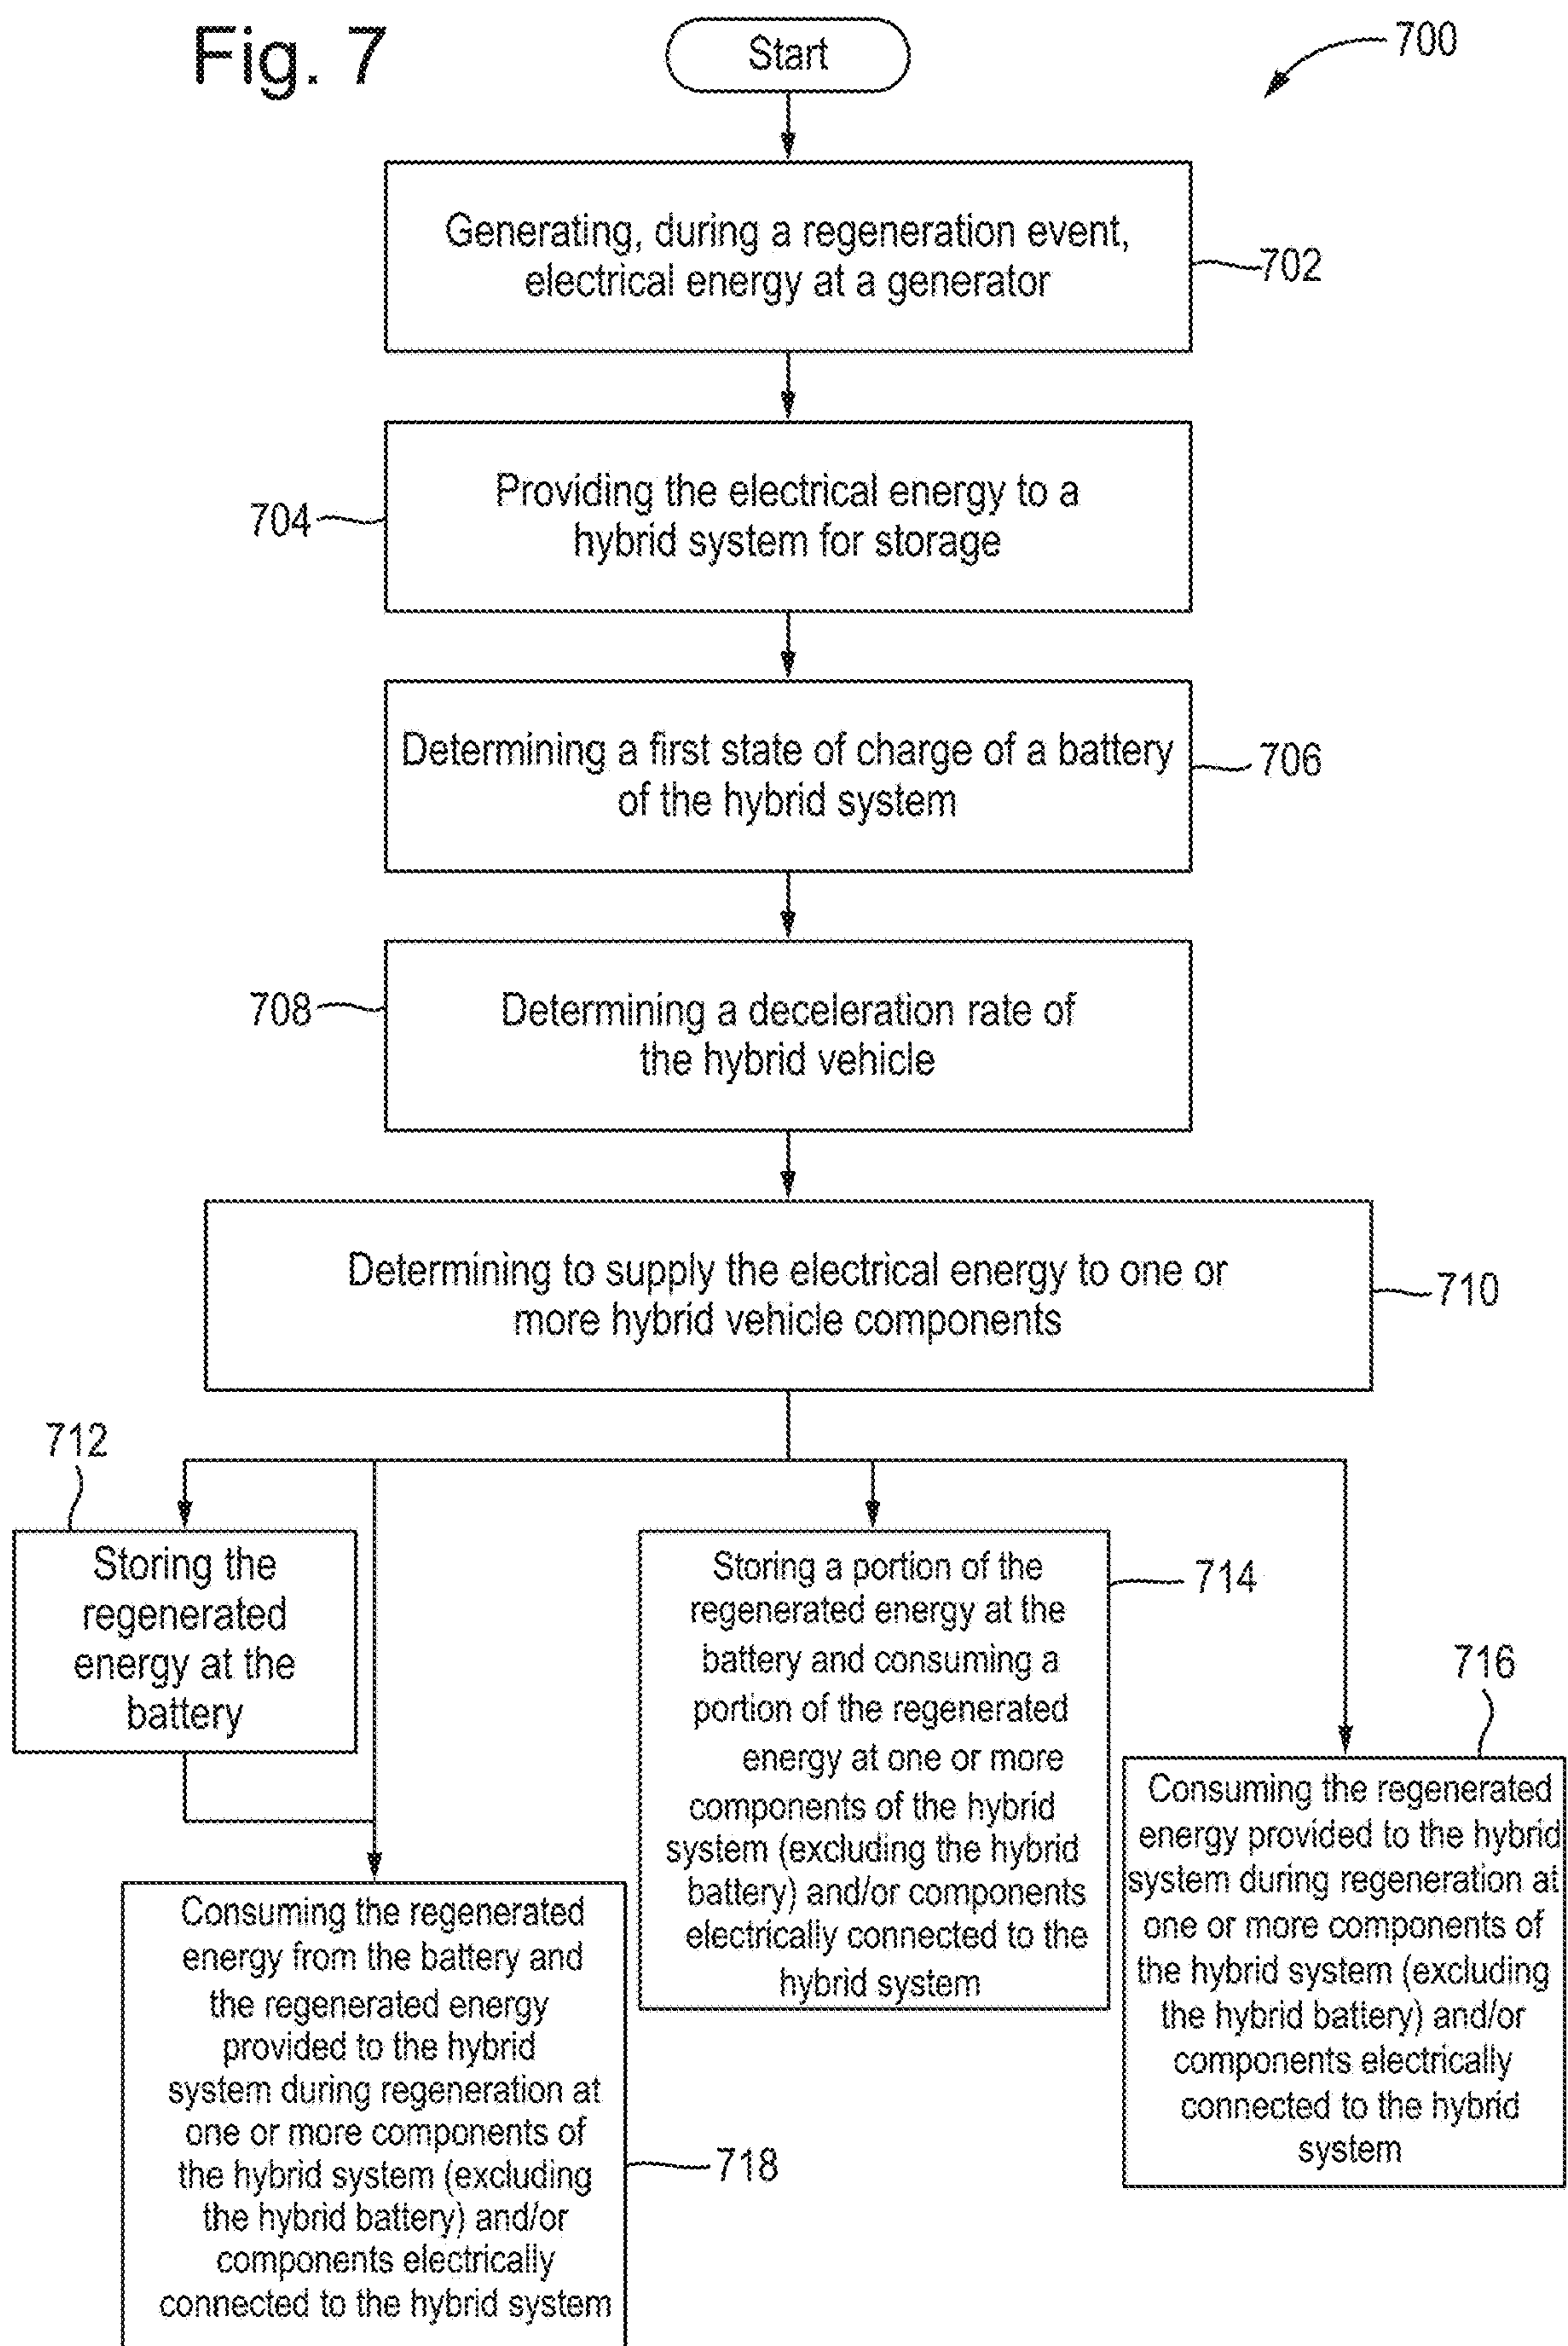 Fig. 7
Start
700
Generating, during a regeneration event,
electrical energy at a generator
702
Providing the electrical energy to a
hybrid system for storage
704
Determining a first state of charge of a battery
of the hybrid system
706
Determining a deceleration rate of
the hybrid vehicle
708
Determining to supply the electrical energy to one or
more hybrid vehicle components
710
712
Storing the
regenerated
energy at the
battery
Storing a portion of the
regenerated energy at the
battery and consuming a
portion of the regenerated
energy at one or more
components of the hybrid
system (excluding the hybrid
battery) and/or components
electrically connected to the
hybrid system
714
716
Consuming the regenerated
energy provided to the hybrid
system during regeneration at
one or more components of
the hybrid system (excluding
the hybrid battery) and/or
components electrically
connected to the hybrid
system
Consuming the regenerated
energy from the battery and
the regenerated energy
provided to the hybrid
system during regeneration at
one or more components of
the hybrid system (excluding
the hybrid battery) and/or
components electrically
connected to the hybrid system
718